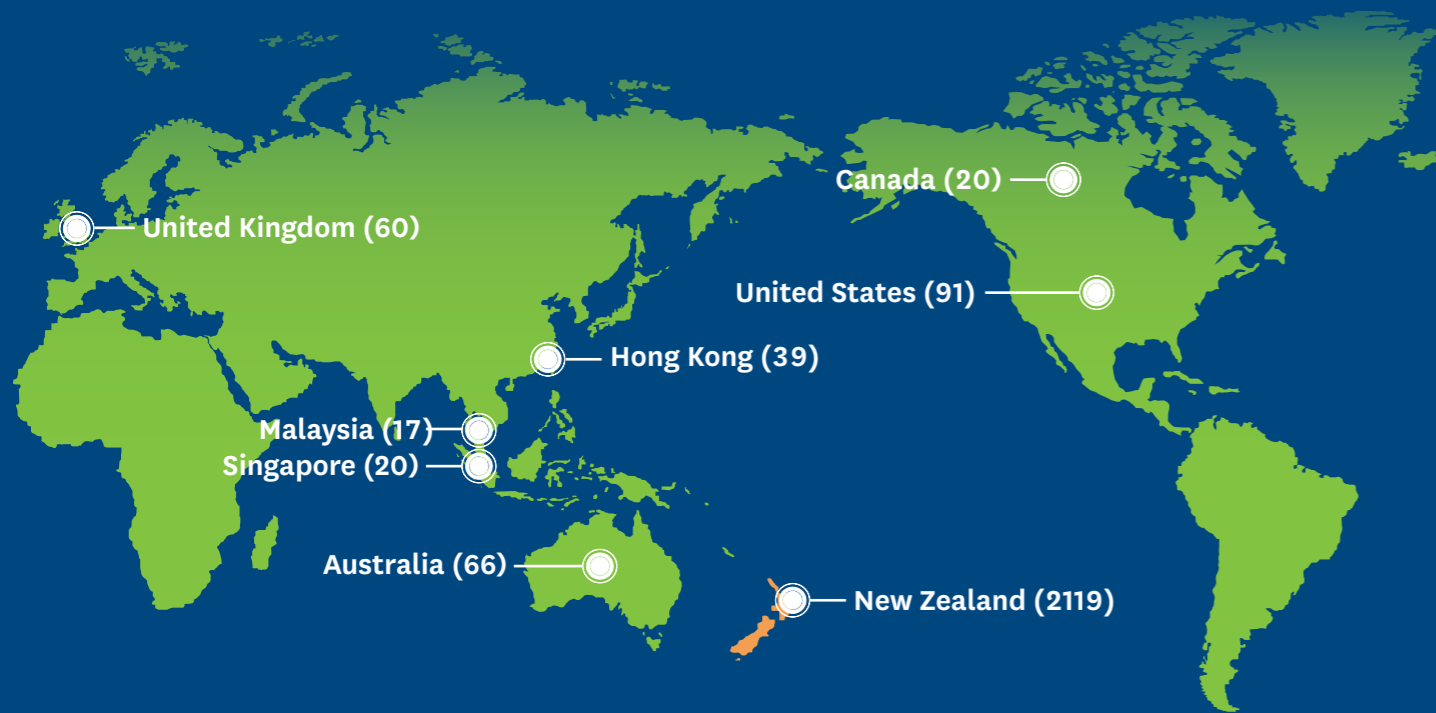 Canada (20)
United Kingdom (60)
United States (91)
Hong Kong (39)
Malaysia (17)
Singapore (20)
Australia (66)
New Zealand (2119)